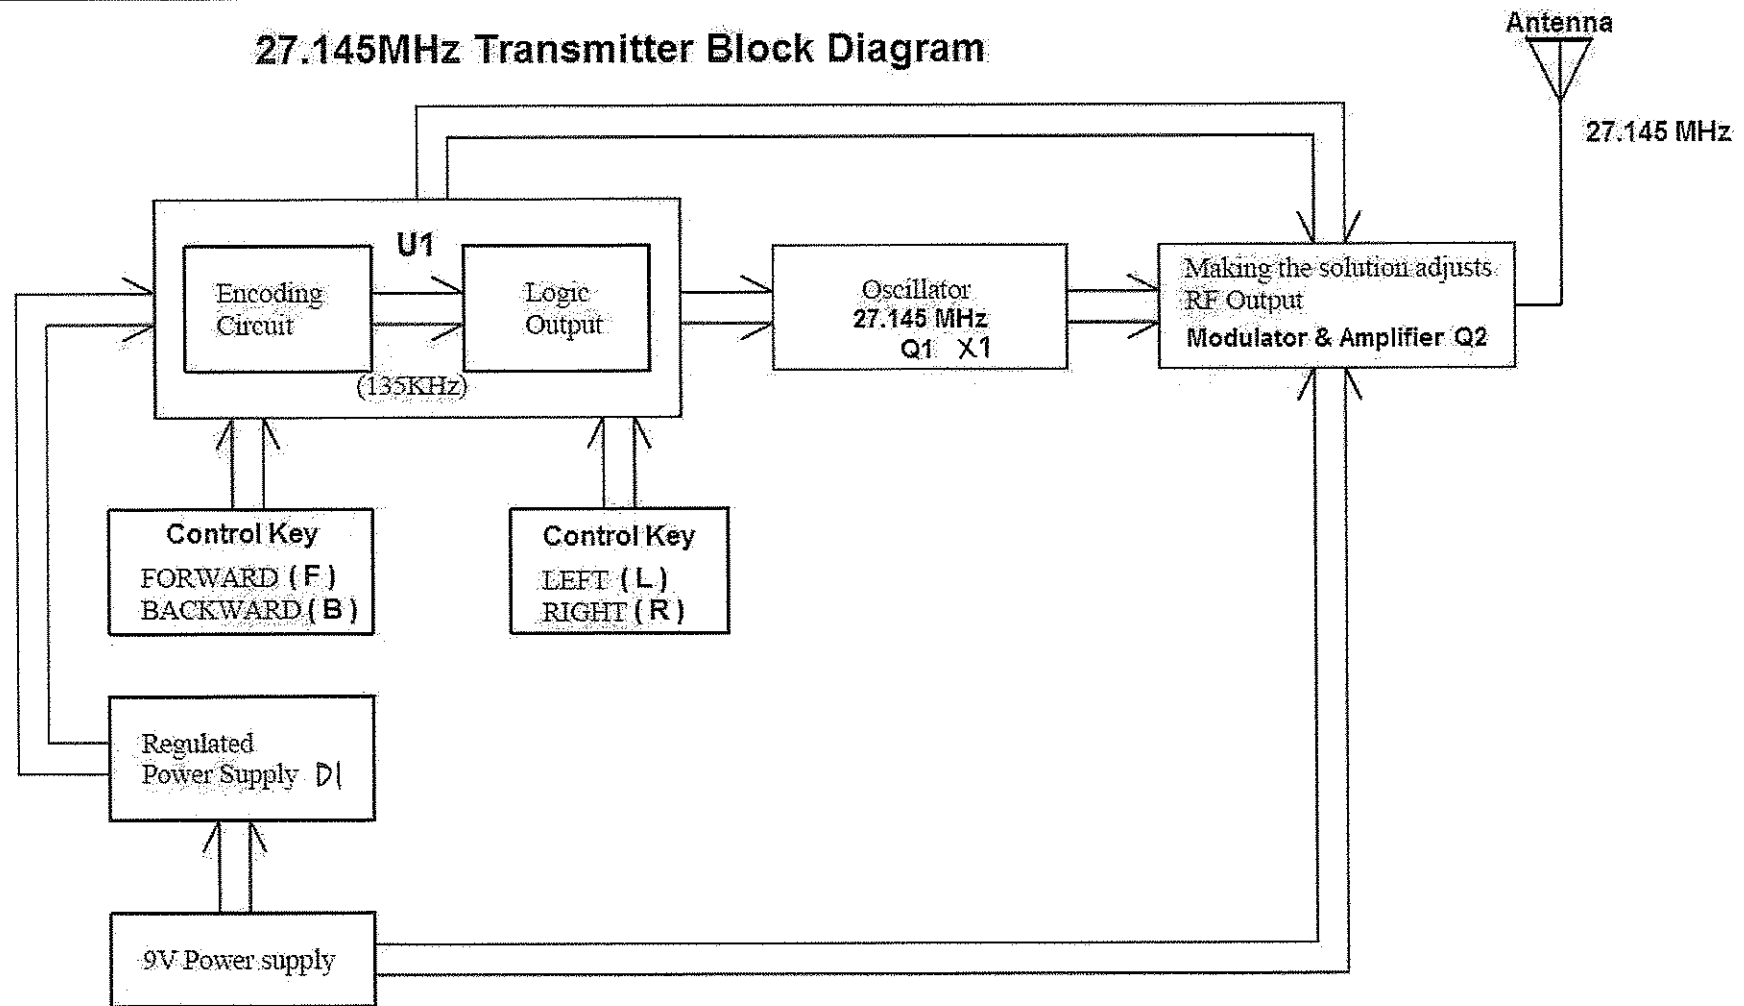 27.145MHz Transmitter Block Diagram
Antenna
27.145 MHz
U1
Encoding
Circuit
Logic
Output
(135KHz)
Oscillator
27.145 MHz
Q1 X1
Making the solution adjusts
RF Output
Modulator & Amplifier Q2
Control Key
FORWARD (F)
BACKWARD (B)
Control Key
LEFT (L)
RIGHT (R)
Regulated
Power Supply D1
9V Power supply